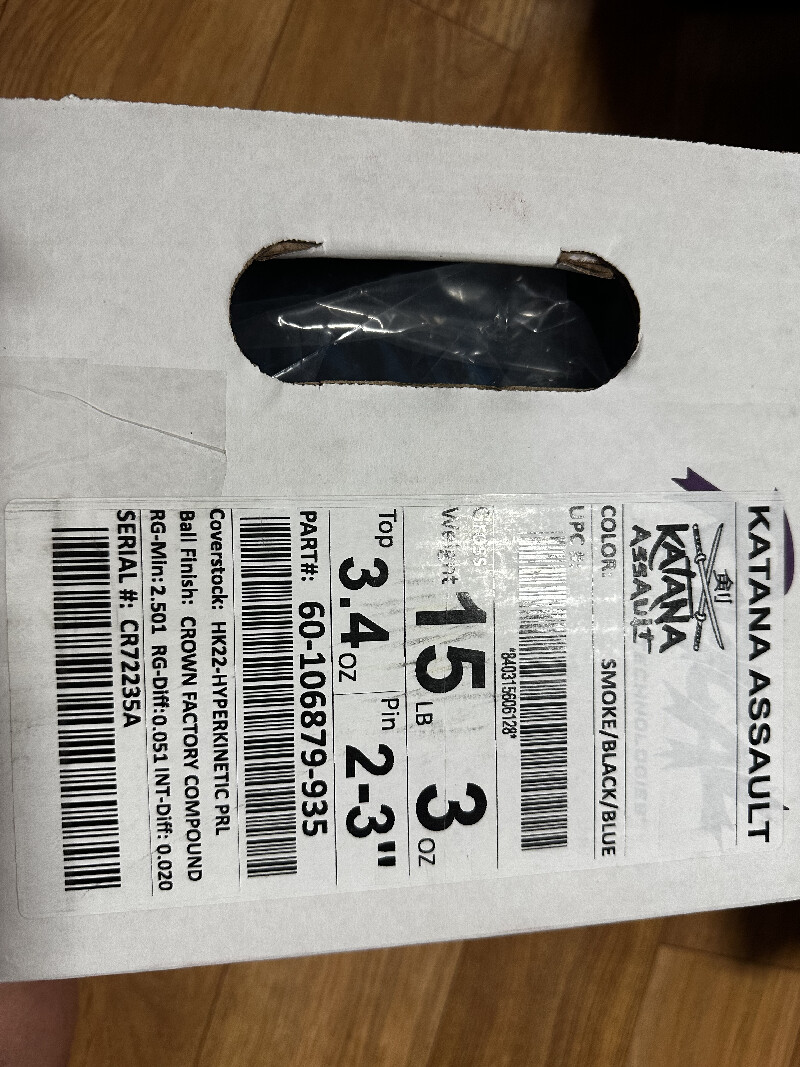 KATANA ASSAULT
剣
KATANA
ASSAULT
COLOR: SMOKE/BLACK/BLUE
UPC #:
*840315606128*
Gross Weight 15 LB 3 OZ
Top 3.4 OZ Pin 2-3"
PART#: 60-106879-935
Coverstock: HK22-HYPERKINETIC PRL
Ball Finish: CROWN FACTORY COMPOUND
RG-Min: 2.501 RG-Diff: 0.051 INT-Diff: 0.020
SERIAL #: CR72235A